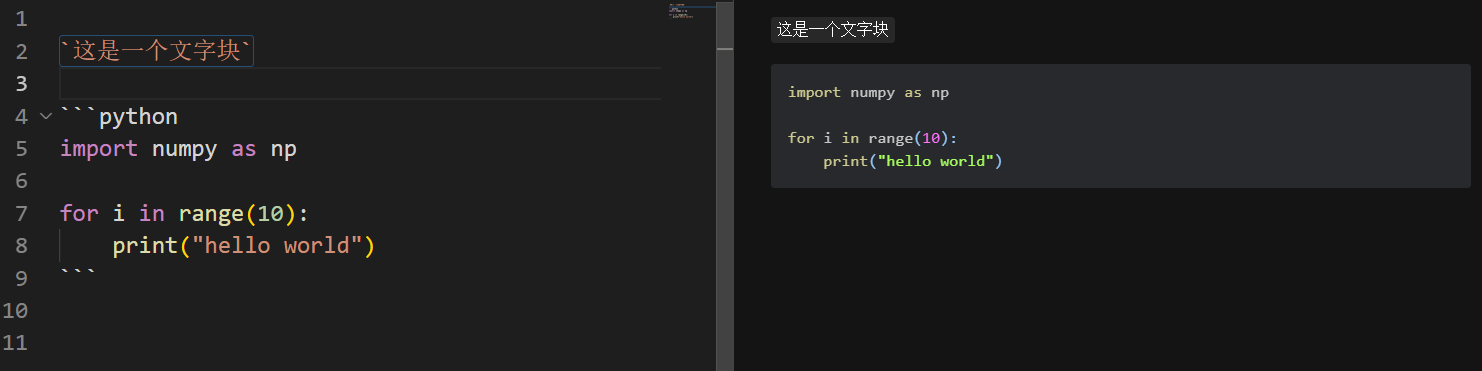 1
2 `这是一个文字块`
3
4 ```python
5 import numpy as np
6
7 for i in range(10):
8     print("hello world")
9 ```
10
11
这是一个文字块
import numpy as np
for i in range(10):
    print("hello world")